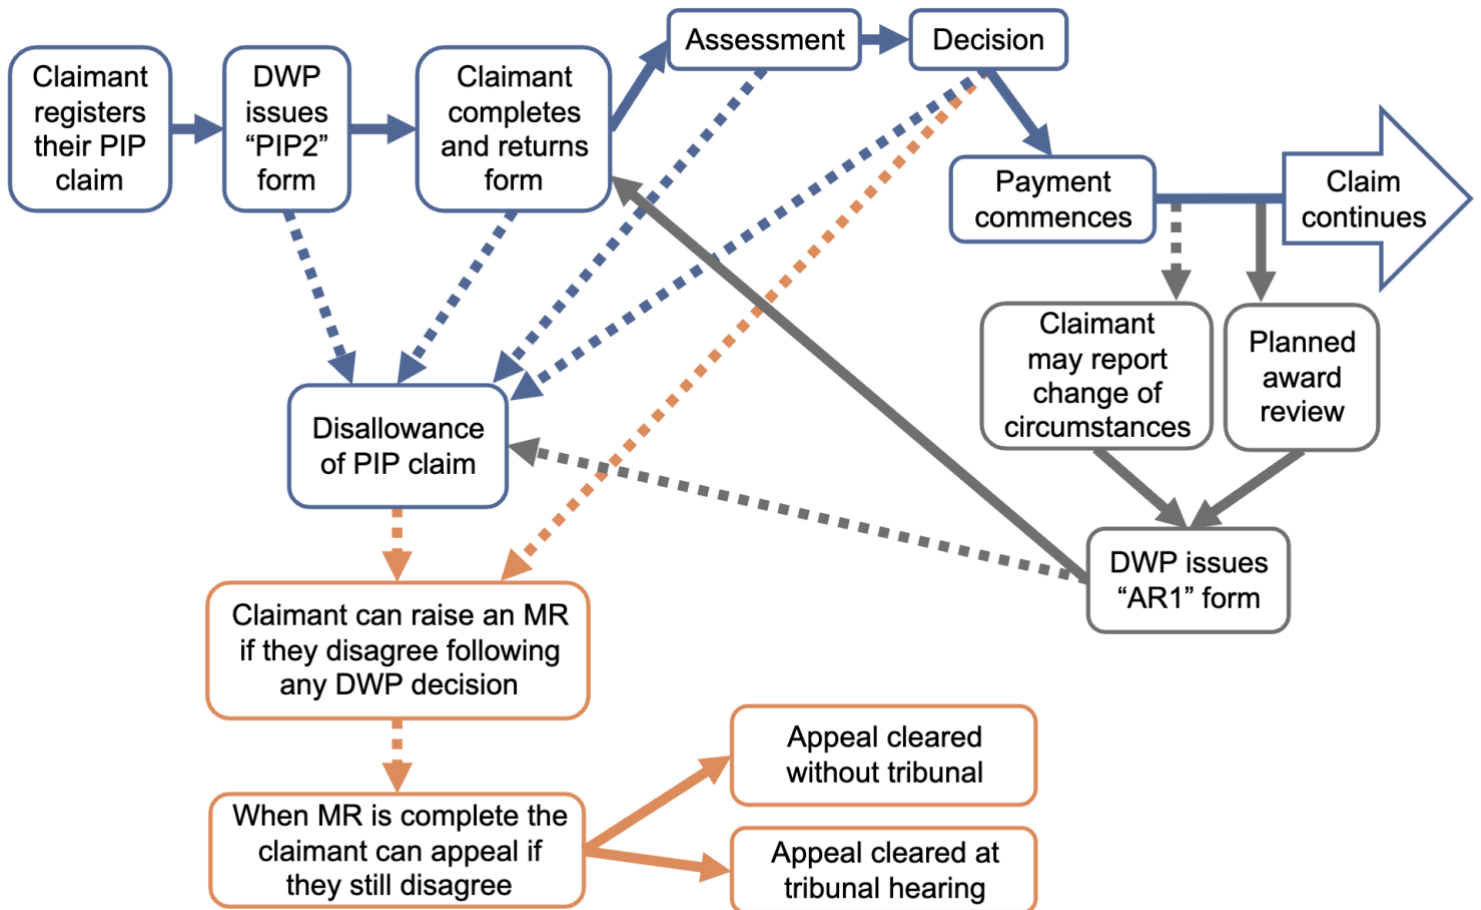 Claimant
registers
their PIP
claim
DWP
issues
“PIP2”
form
Claimant
completes
and returns
form
Assessment
Decision
Payment
commences
Claim
continues
Claimant
may report
change of
circumstances
Planned
award
review
DWP issues
“AR1” form
Disallowance
of PIP claim
Claimant can raise an MR
if they disagree following
any DWP decision
When MR is complete the
claimant can appeal if
they still disagree
Appeal cleared
without tribunal
Appeal cleared at
tribunal hearing